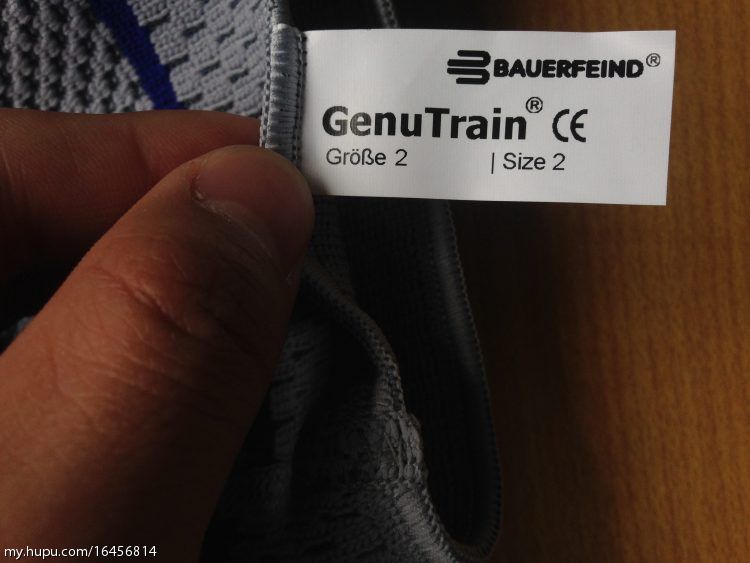 BAUERFEIND®
GenuTrain® CE
Größe 2 | Size 2
my.hupu.com/16456814